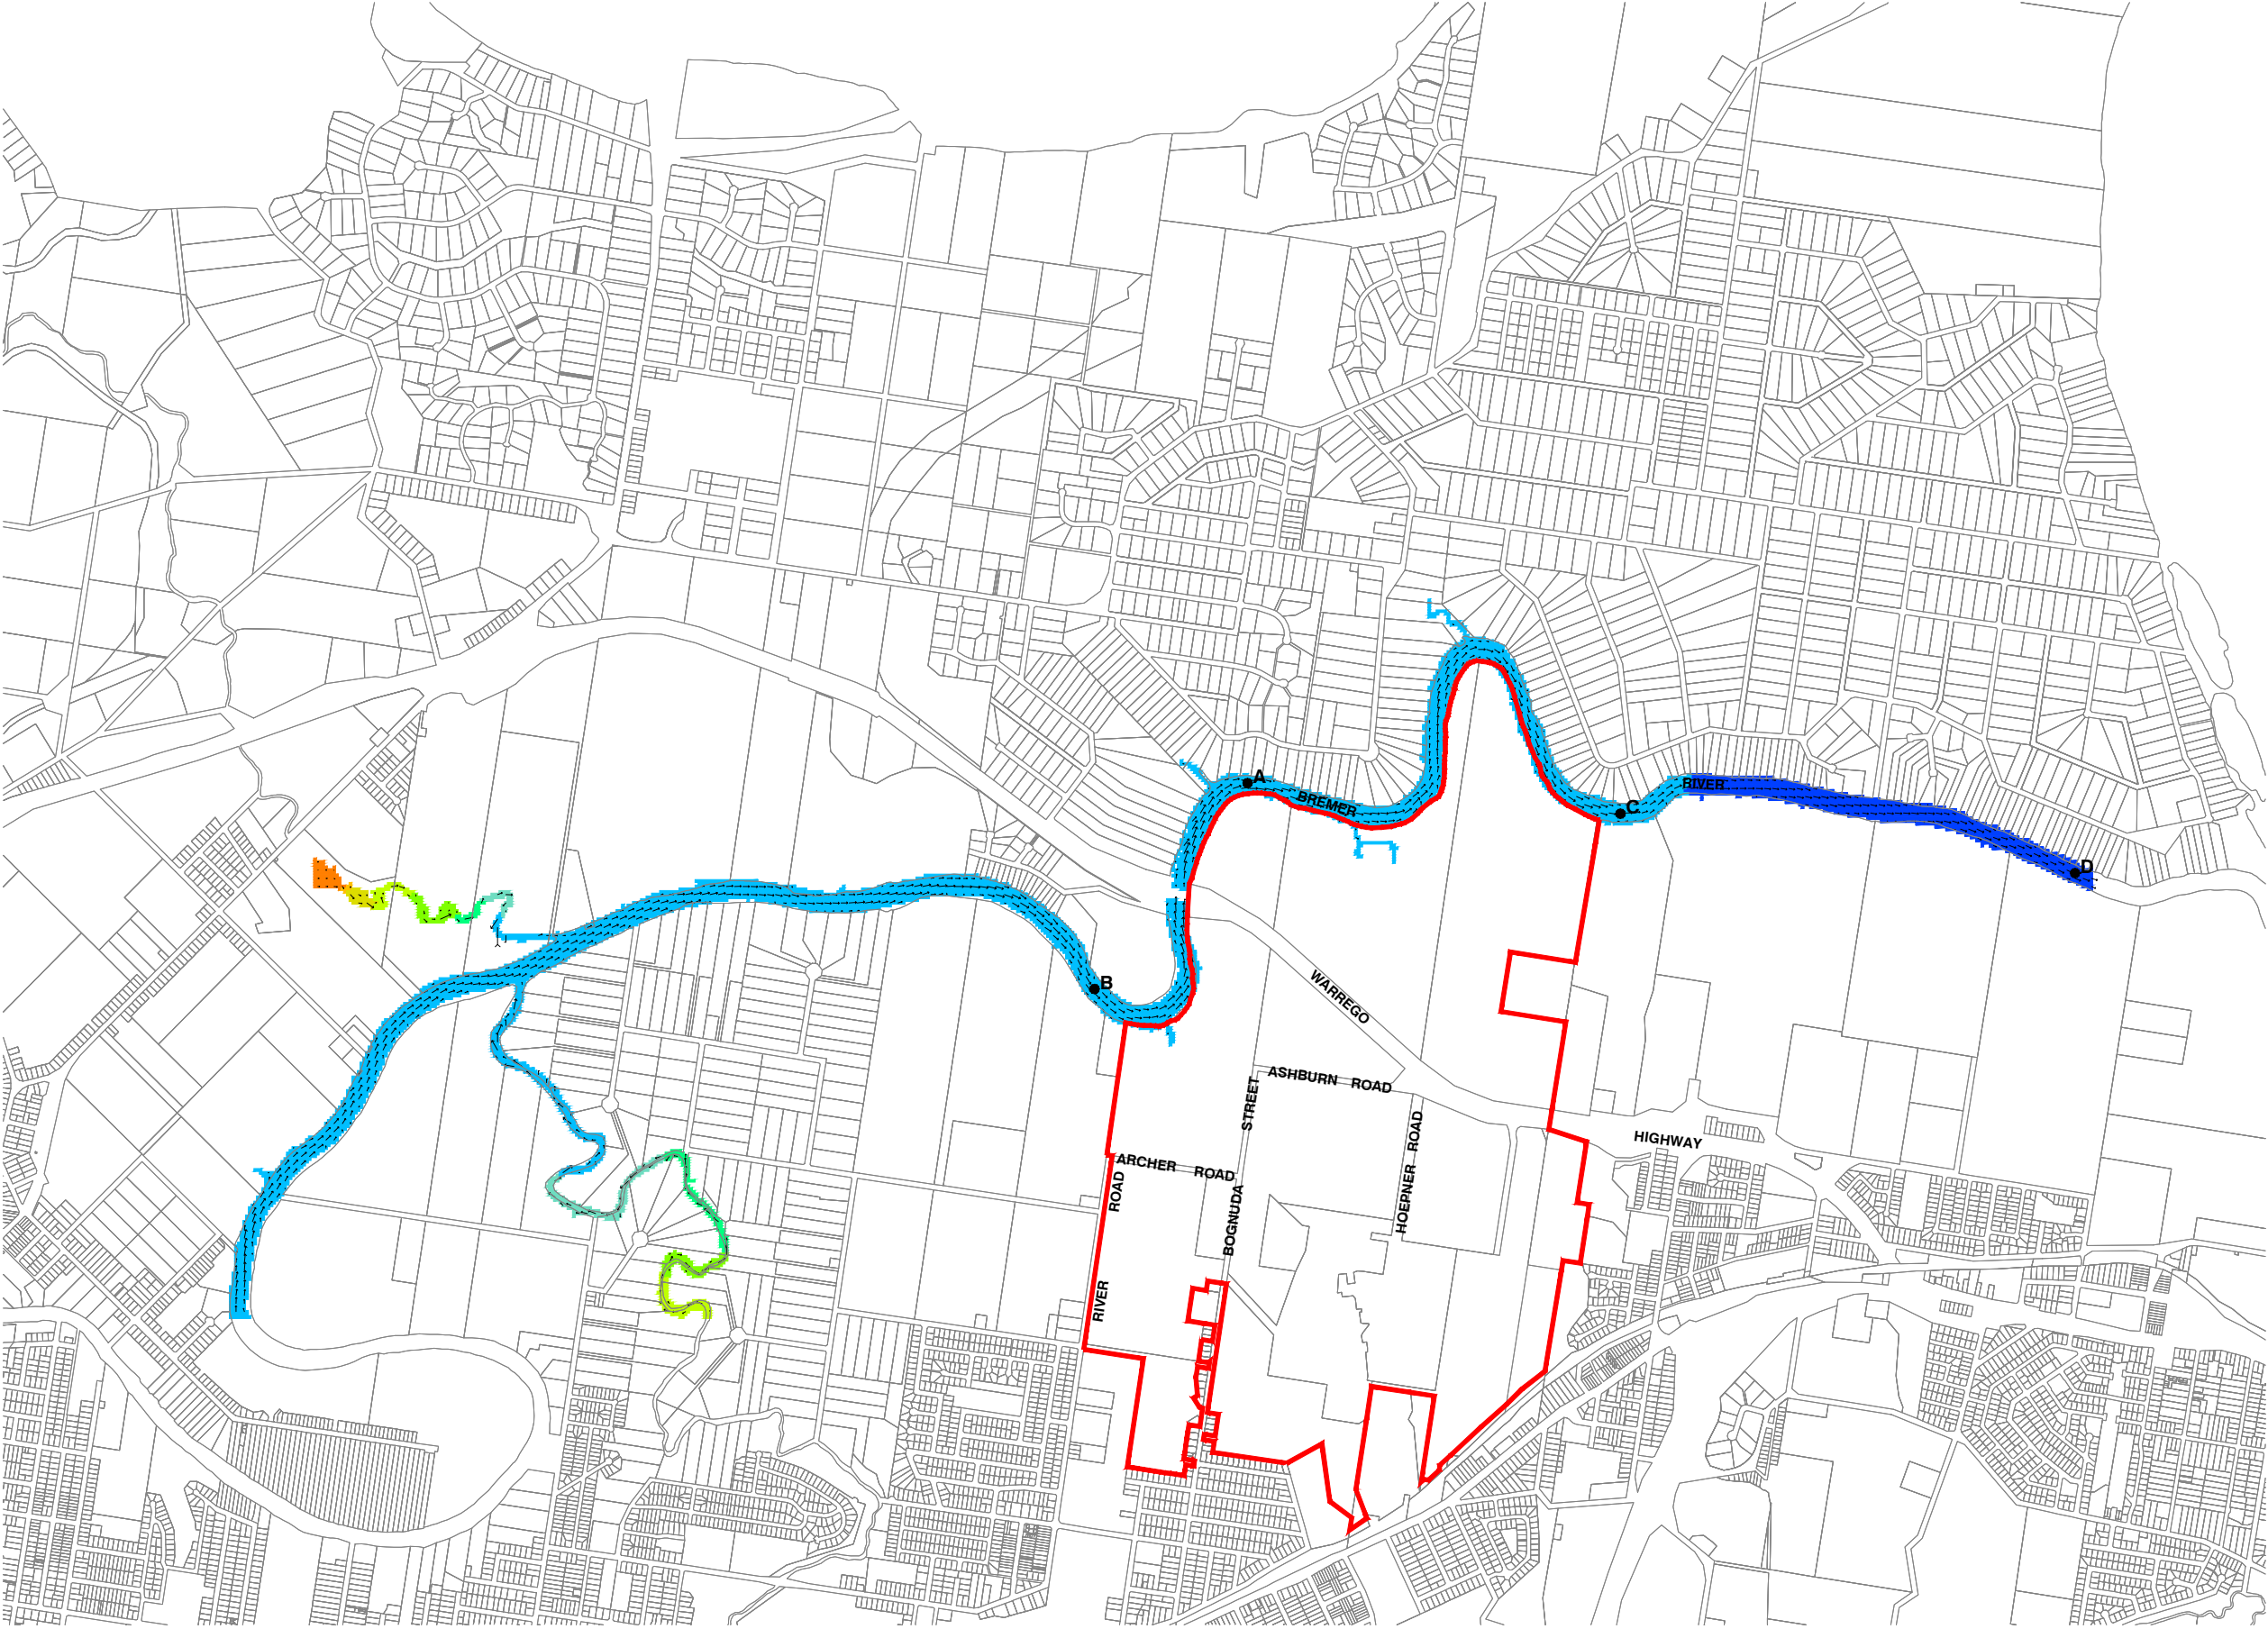 A
BREMER
RIVER
C
D
B
WARREGO
ASHBURN ROAD
STREET
HOEPNER ROAD
HIGHWAY
ARCHER ROAD
ROAD
BOGNUDA
RIVER